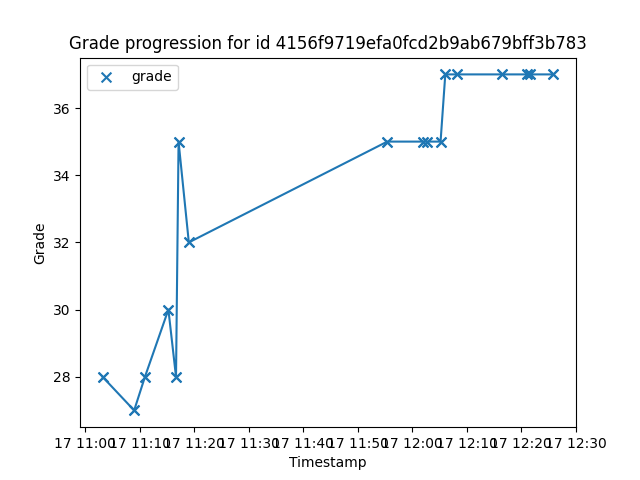 Grade progression for id 4156f9719efa0fcd2b9ab679bff3b783
grade
36
34
32
30
28
Grade
17 11:00 17 11:10 17 11:20 17 11:30 17 11:40 17 11:50 17 12:00 17 12:10 17 12:20 17 12:30
Timestamp